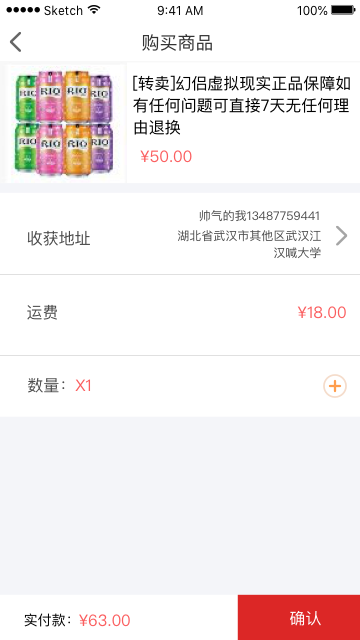 Sketch 9:41 AM 100%
购买商品
[转卖]幻侣虚拟现实正品保障如
有任何问题可直接7天无任何理
由退换
¥50.00
RIO RIO RIO RIO
RIO RIO RIO RIO
帅气的我13487759441
收获地址
湖北省武汉市其他区武汉江
汉喊大学
运费 ¥18.00
数量：X1
实付款：¥63.00
确认